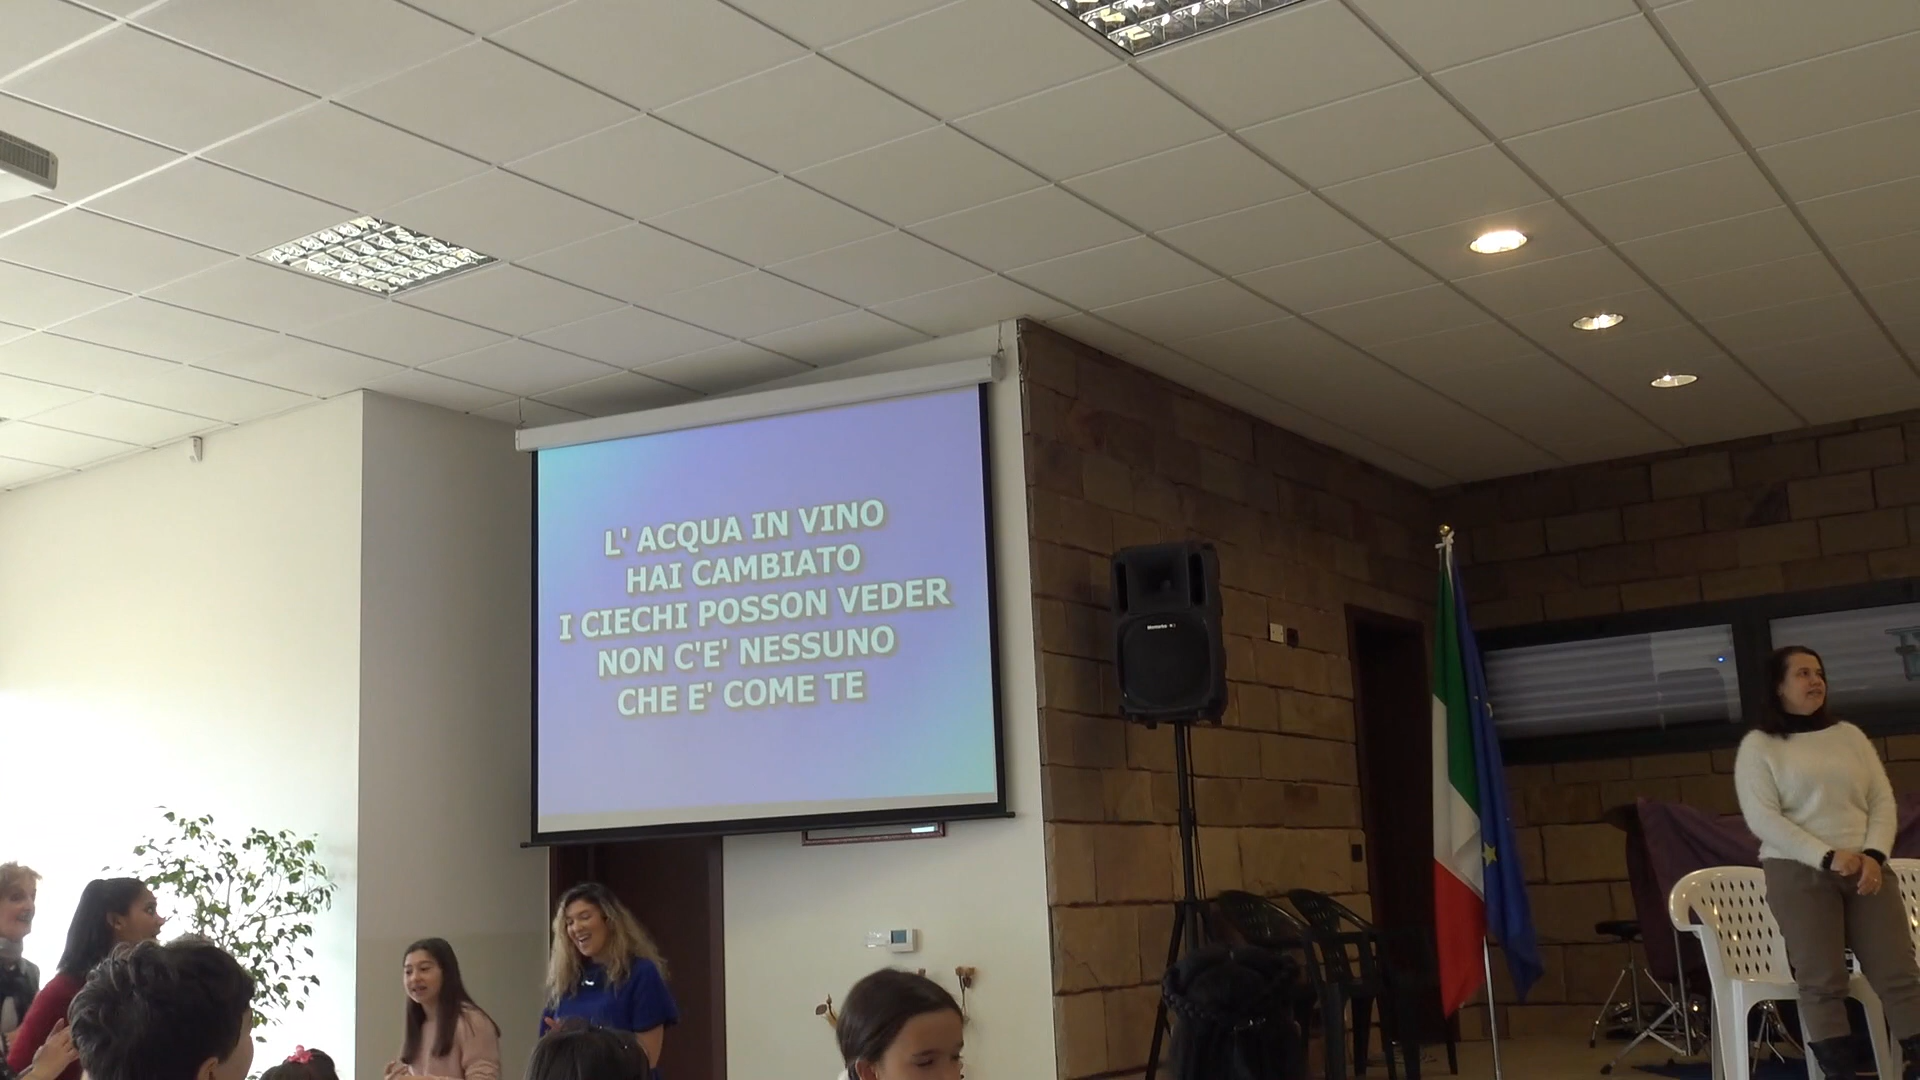 L' ACQUA IN VINO
HAI CAMBIATO
I CIECHI POSSON VEDER
NON C'E' NESSUNO
CHE E' COME TE